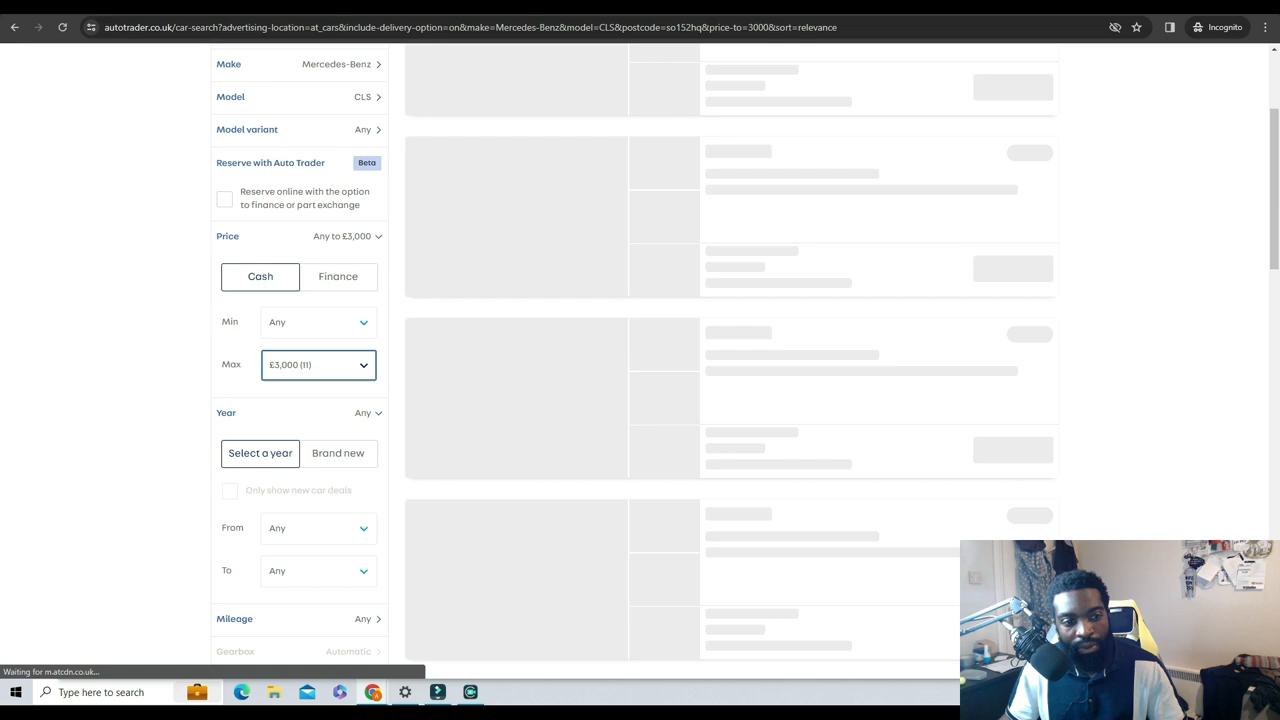 autotrader.co.uk/car-search?advertising-location=at_cars&include-delivery-option=on&make=Mercedes-Benz&model=CLS&postcode=so152hq&price-to=3000&sort=relevance
Incognito
Make Mercedes-Benz
Model CLS
Model variant Any
Reserve with Auto Trader Beta
Reserve online with the option
to finance or part exchange
Price Any to £3,000
Cash Finance
Min Any
Max £3,000 (11)
Year Any
Select a year Brand new
Only show new car deals
From Any
To Any
Mileage Any
Gearbox Automatic
Waiting for m.atcdn.co.uk...
Type here to search